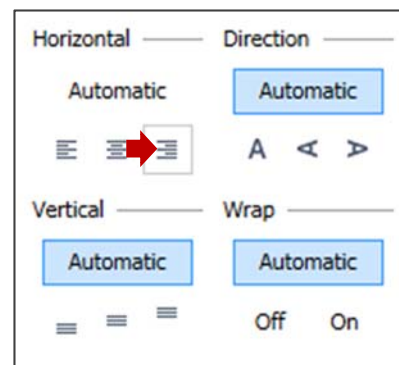 Horizontal
Direction
Automatic
Automatic
A A A
Vertical
Wrap
Automatic
Automatic
Off On